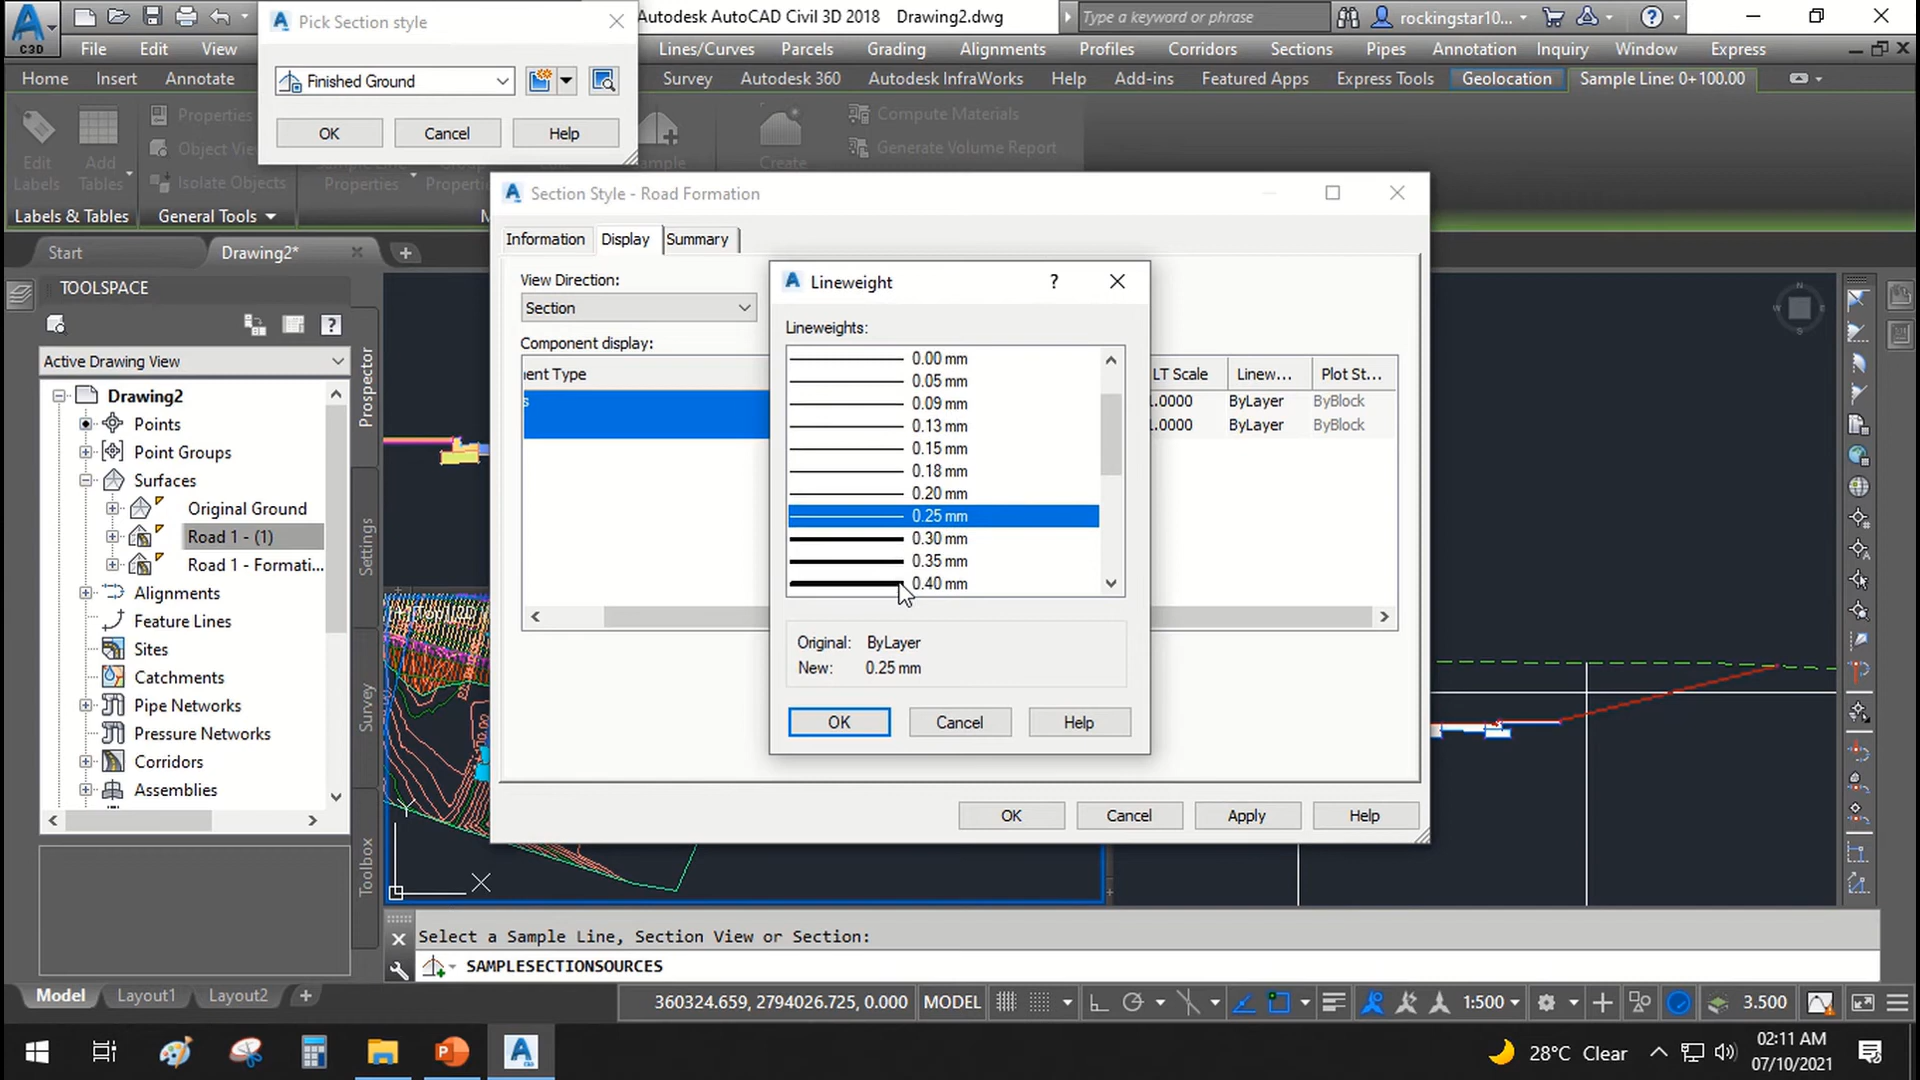 Autodesk AutoCAD Civil 3D 2018 Drawing2.dwg
Type a keyword or phrase
rockingstar10...
C3D
Pick Section style
Finished Ground
OK
Cancel
Help
File
Edit
View
Lines/Curves
Parcels
Grading
Alignments
Profiles
Corridors
Sections
Pipes
Annotation
Inquiry
Window
Express
Home
Insert
Annotate
Survey
Autodesk 360
Autodesk InfraWorks
Help
Add-ins
Featured Apps
Express Tools
Geolocation
Sample Line: 0+100.00
Edit
Labels
Add
Tables
Properties
Object Vie
Isolate Objects
Properties
Create
Compute Materials
Generate Volume Report
Labels & Tables
General Tools
Start
Drawing2*
TOOLSPACE
Active Drawing View
Drawing2
Points
Point Groups
Surfaces
Original Ground
Road 1 - (1)
Road 1 - Formati...
Alignments
Feature Lines
Sites
Catchments
Pipe Networks
Pressure Networks
Corridors
Assemblies
Prospector
Settings
Survey
Toolbox
Section Style - Road Formation
Information
Display
Summary
View Direction:
Section
Component display:
ent Type
LT Scale
Linew...
Plot St...
1.0000
ByLayer
ByBlock
1.0000
ByLayer
ByBlock
Lineweight
Lineweights:
0.00 mm
0.05 mm
0.09 mm
0.13 mm
0.15 mm
0.18 mm
0.20 mm
0.25 mm
0.30 mm
0.35 mm
0.40 mm
Original: ByLayer
New: 0.25 mm
OK
Cancel
Help
OK
Cancel
Apply
Help
Select a Sample Line, Section View or Section:
SAMPLESECTIONSOURCES
Model
Layout1
Layout2
360324.659, 2794026.725, 0.000
MODEL
1:500
3.500
28°C Clear
02:11 AM
07/10/2021